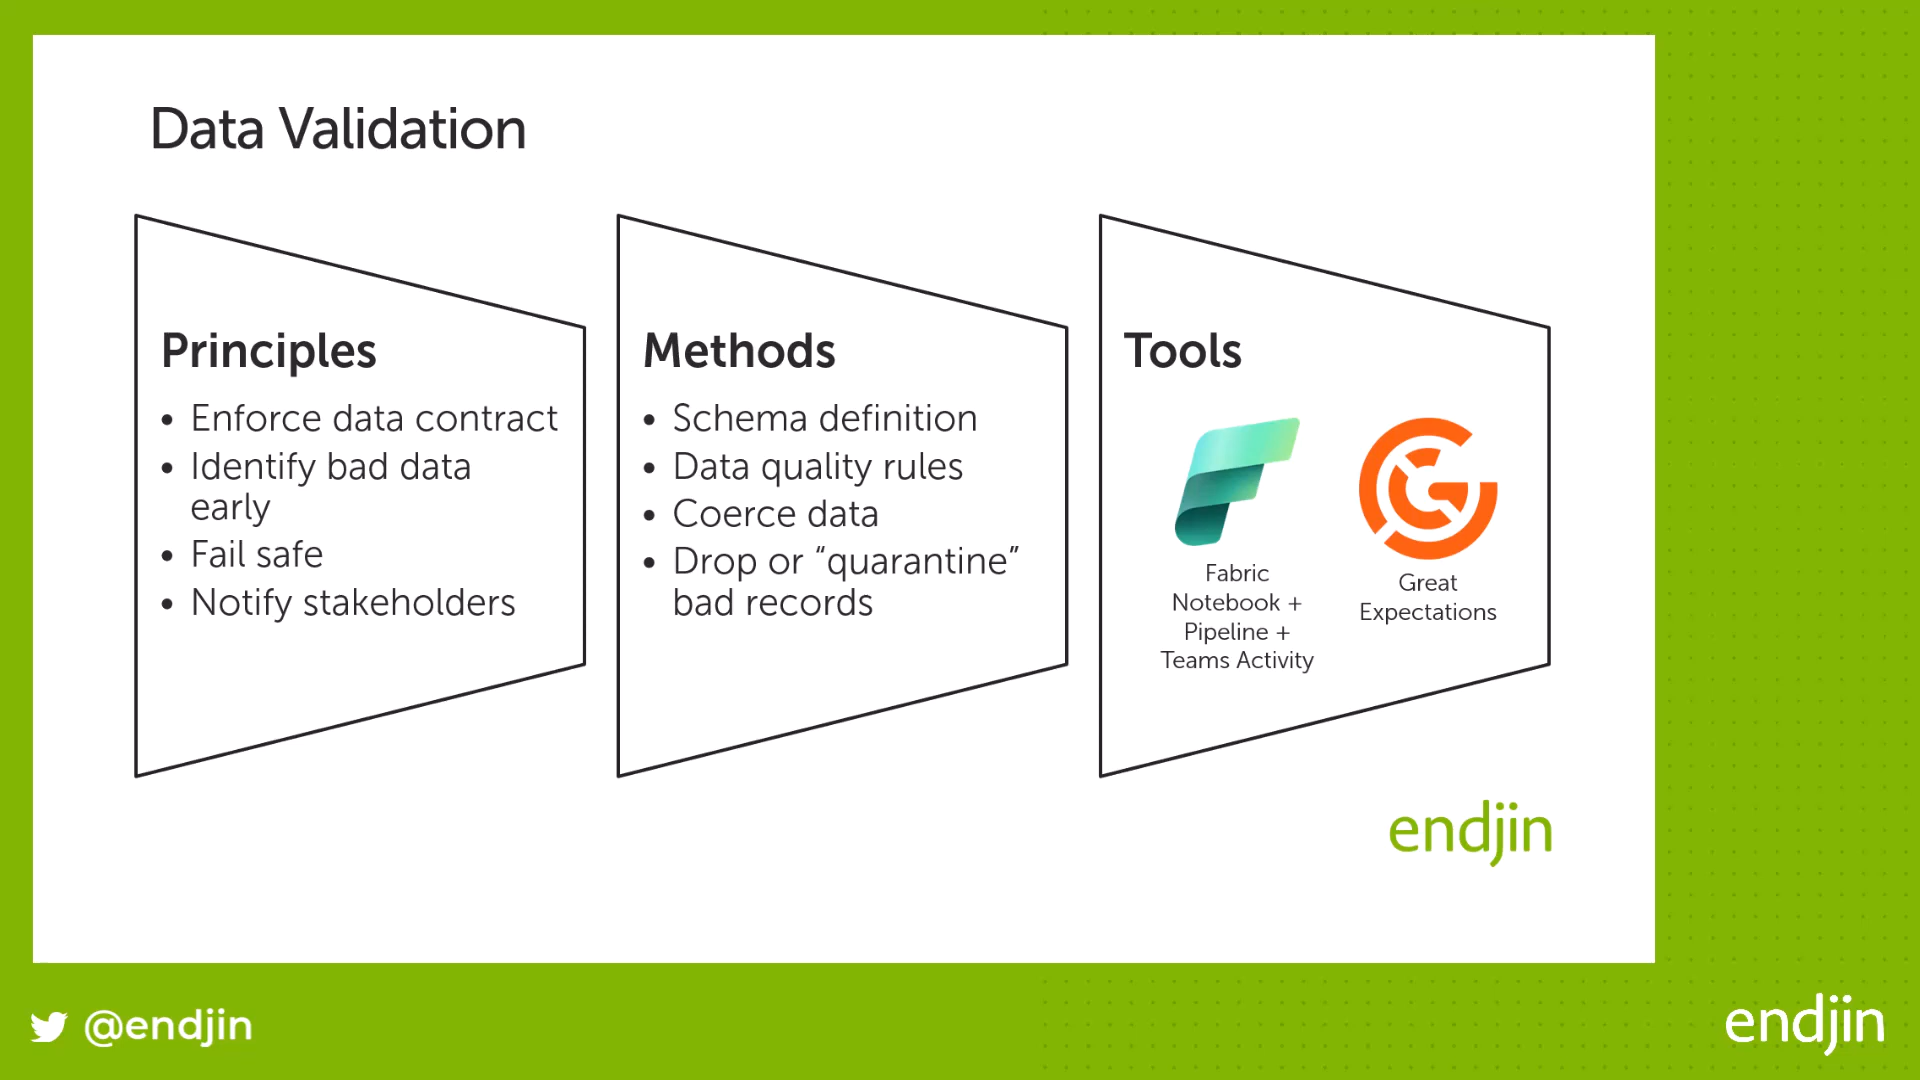 Data Validation
Principles
• Enforce data contract
• Identify bad data
early
• Fail safe
• Notify stakeholders
Methods
• Schema definition
• Data quality rules
• Coerce data
• Drop or “quarantine”
bad records
Tools
Fabric
Notebook +
Pipeline +
Teams Activity
Great
Expectations
endjin
@endjin
endjin